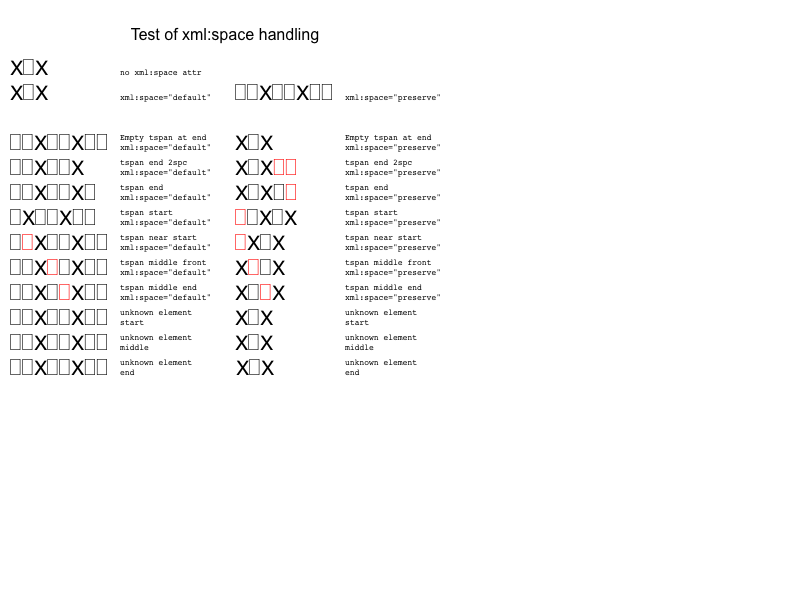 Test of xml:space handling
X□X no xml:space attr
X□X xml:space="default" □□X□□X□□ xml:space="preserve"
□□X□□X□□ Empty tspan at end X□X Empty tspan at end
xml:space="default" xml:space="preserve"
□□X□□X tspan end 2spc X□X□□ tspan end 2spc
xml:space="default" xml:space="preserve"
□□X□□X□ tspan end X□X□□ tspan end
xml:space="default" xml:space="preserve"
□X□□X□□ tspan start □□X□X tspan start
xml:space="default" xml:space="preserve"
□□X□□X□□ tspan near start □X□X tspan near start
xml:space="default" xml:space="preserve"
□□X□□X□□ tspan middle front X□□X tspan middle front
xml:space="default" xml:space="preserve"
□□X□□X□□ tspan middle end X□□X tspan middle end
xml:space="default" xml:space="preserve"
□□X□□X□□ unknown element X□X unknown element
start start
□□X□□X□□ unknown element X□X unknown element
middle middle
□□X□□X□□ unknown element X□X unknown element
end end